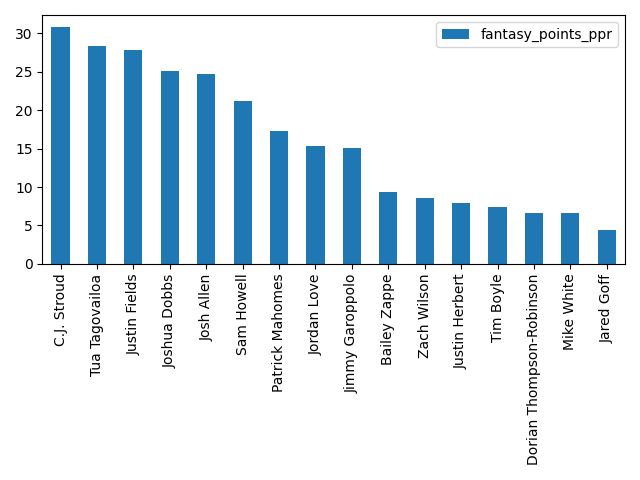 fantasy_points_ppr
30
25
20
15
10
5
0
C.J. Stroud
Tua Tagovailoa
Justin Fields
Joshua Dobbs
Josh Allen
Sam Howell
Patrick Mahomes
Jordan Love
Jimmy Garoppolo
Bailey Zappe
Zach Wilson
Justin Herbert
Tim Boyle
Dorian Thompson-Robinson
Mike White
Jared Goff